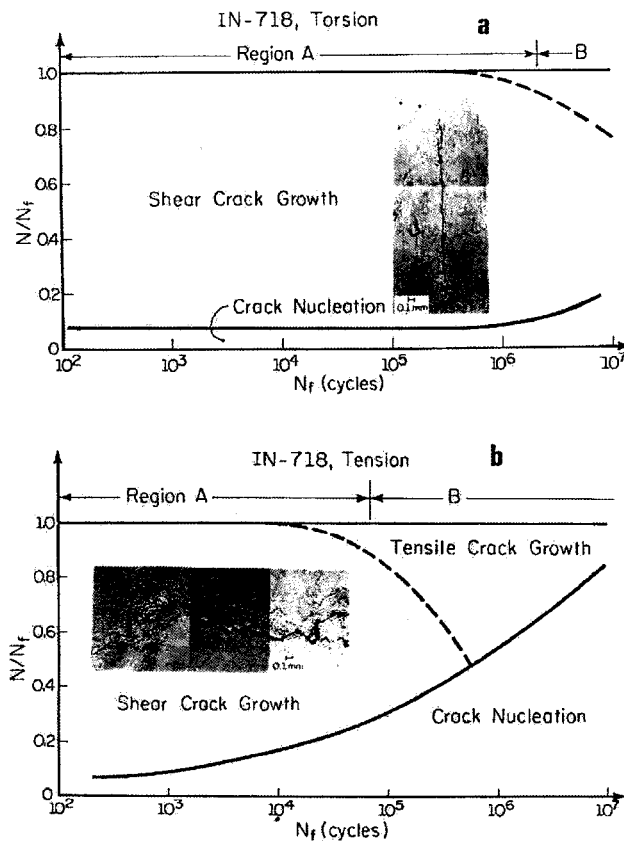 IN-718, Torsion
a
Region A
B
N/Nf
1.0
0.8
0.6
0.4
0.2
0
Shear Crack Growth
Crack Nucleation
0.1mm
10²
10³
10⁴
10⁵
10⁶
10⁷
Nf (cycles)
IN-718, Tension
b
Region A
B
N/Nf
1.0
0.8
0.6
0.4
0.2
0
Tensile Crack Growth
0.1mm
Shear Crack Growth
Crack Nucleation
10²
10³
10⁴
10⁵
10⁶
10⁷
Nf (cycles)